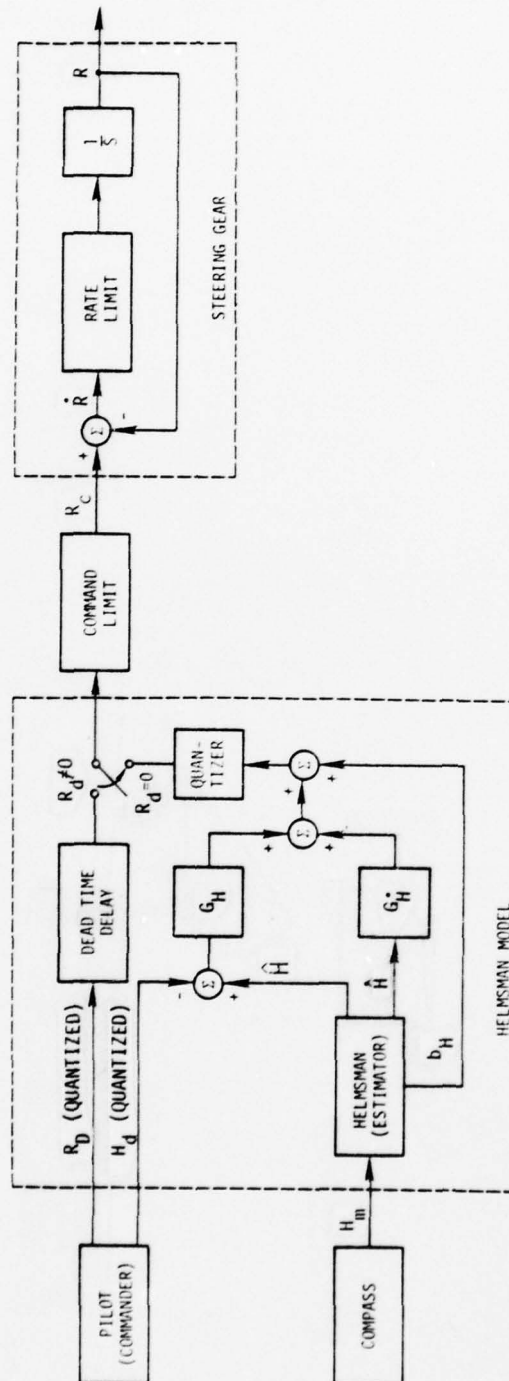 PILOT
(COMMANDER)
R_D (QUANTIZED)
H_d (QUANTIZED)
DEAD TIME
DELAY
R_d≠0
R_d=0
COMMAND
LIMIT
R_C
+
Σ
-
Ṙ
RATE
LIMIT
1/S
R
STEERING GEAR
-
Σ
+
G_H
Ĥ
+
Σ
+
+
Σ
+
QUAN-
TIZER
COMPASS
H_m
HELMSMAN
(ESTIMATOR)
Ĥ
G_Ḣ
b_H
HELMSMAN MODEL